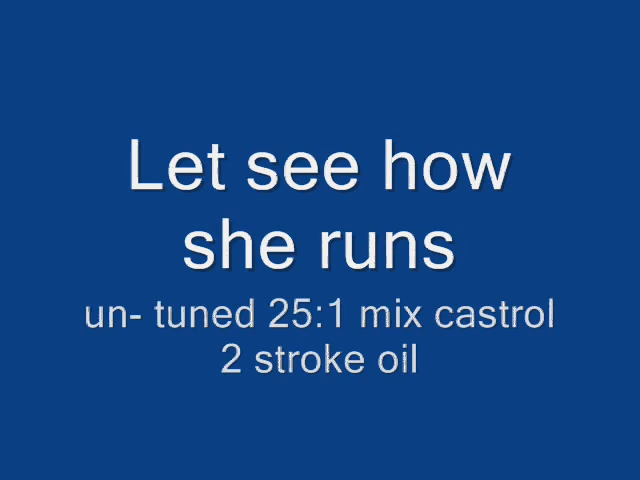 Let see how
she runs
un- tuned 25:1 mix castrol
2 stroke oil